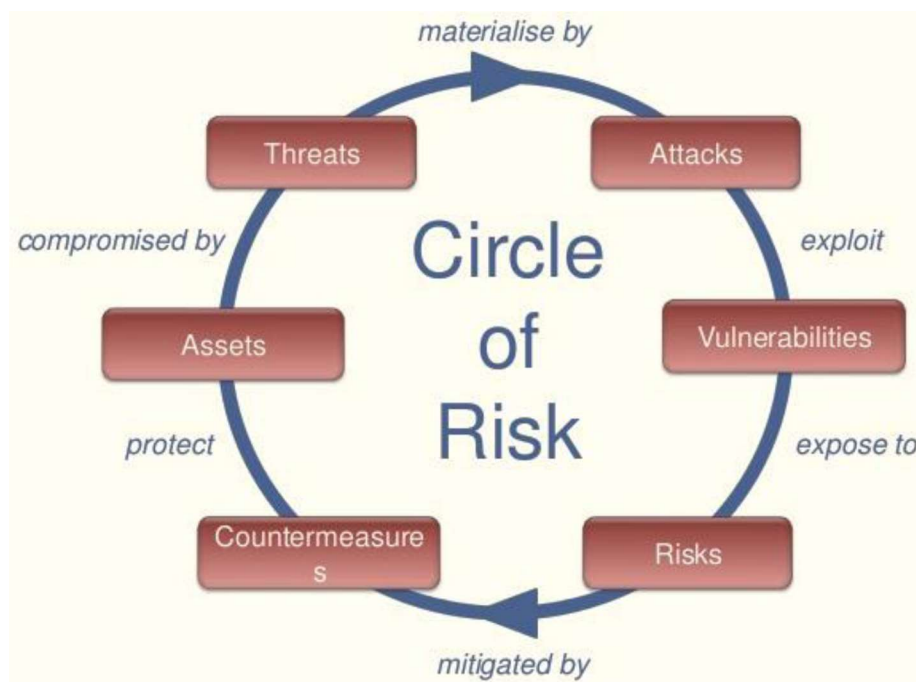 materialise by
Threats
Attacks
compromised by
Circle
of
Risk
exploit
Assets
Vulnerabilities
protect
expose to
Countermeasure
s
Risks
mitigated by